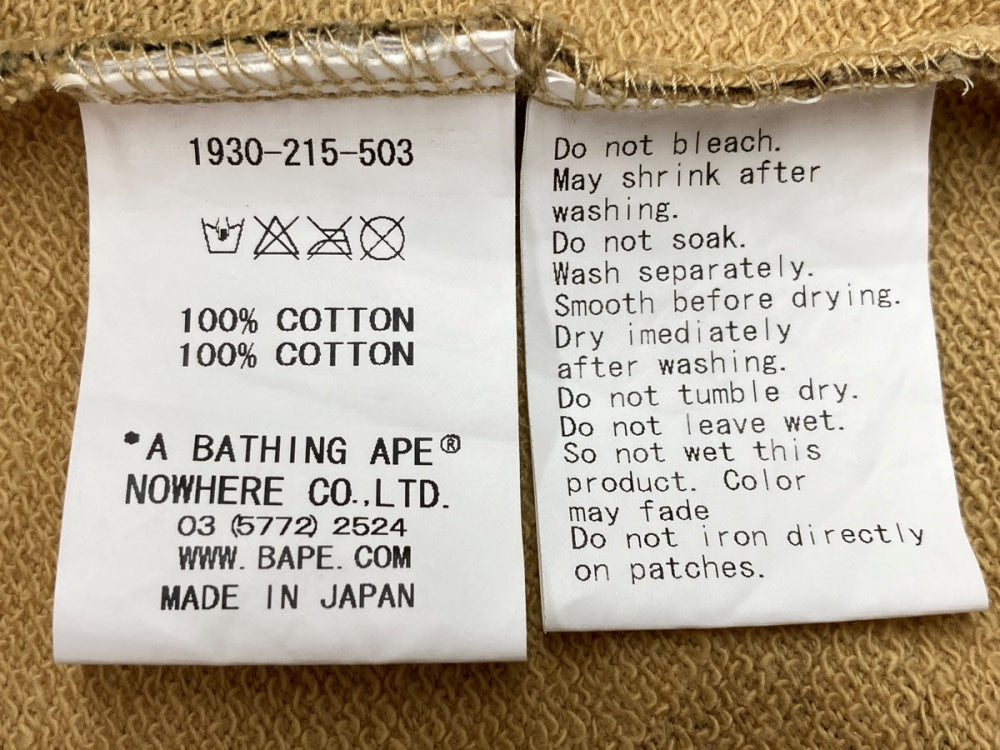 1930-215-503
100% COTTON
100% COTTON
*A BATHING APE®
NOWHERE CO.,LTD.
03 (5772) 2524
WWW. BAPE. COM
MADE IN JAPAN
Do not bleach.
May shrink after
washing.
Do not soak.
Wash separately.
Smooth before drying.
Dry imediately
after washing.
Do not tumble dry.
Do not leave wet.
So not wet this
product. Color
may fade
Do not iron directly
on patches.